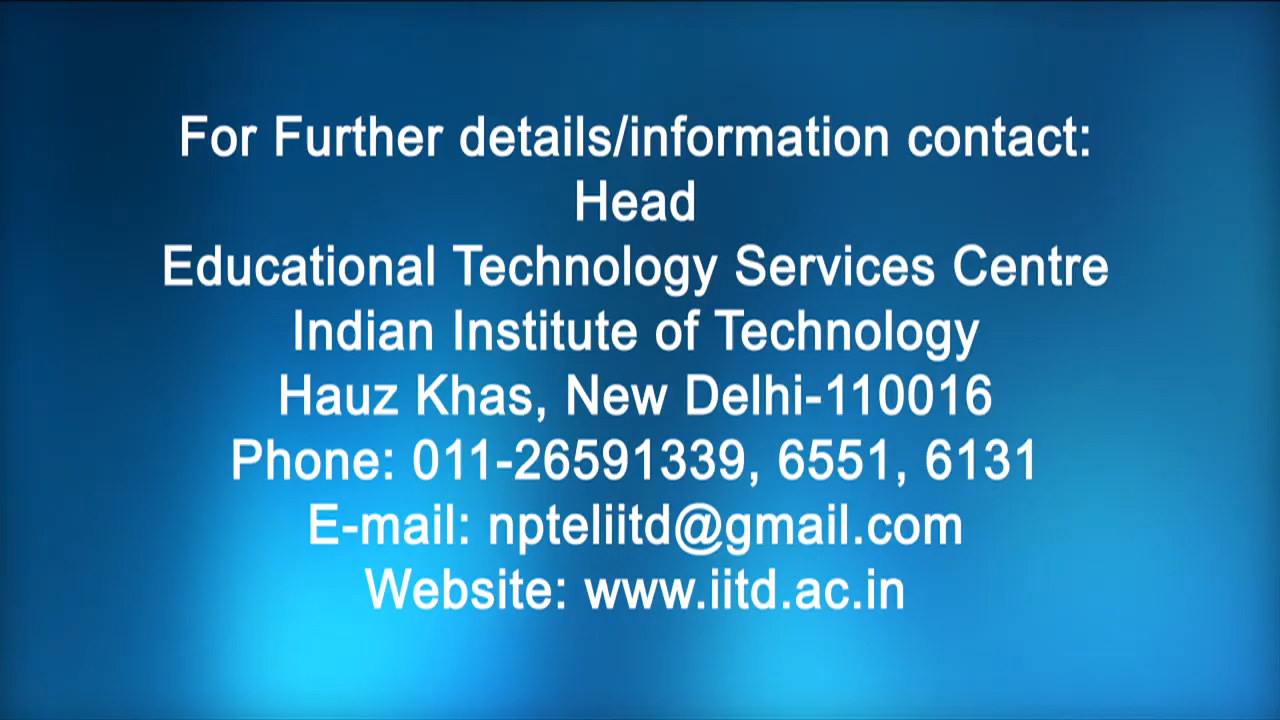 For Further details/information contact:
Head
Educational Technology Services Centre
Indian Institute of Technology
Hauz Khas, New Delhi-110016
Phone: 011-26591339, 6551, 6131
E-mail: npteliitd@gmail.com
Website: www.iitd.ac.in